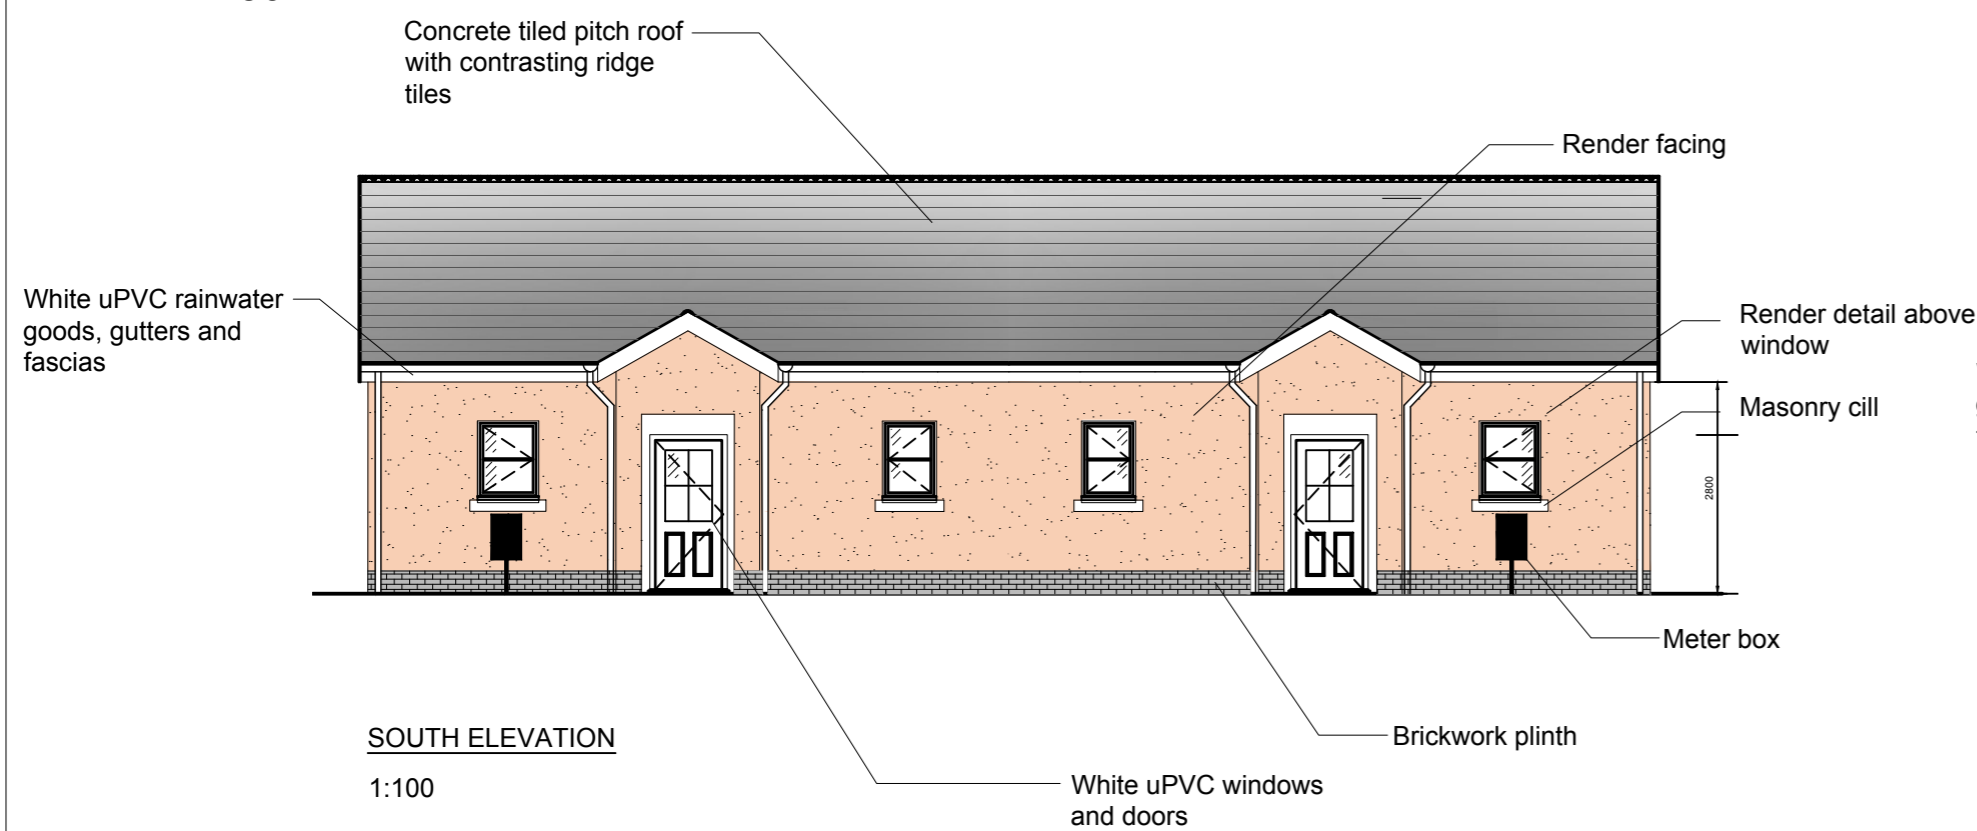 Concrete tiled pitch roof
with contrasting ridge
tiles
Render facing
White uPVC rainwater
goods, gutters and
fascias
Render detail above
window
Masonry cill
2800
Meter box
Brickwork plinth
SOUTH ELEVATION
1:100
White uPVC windows
and doors